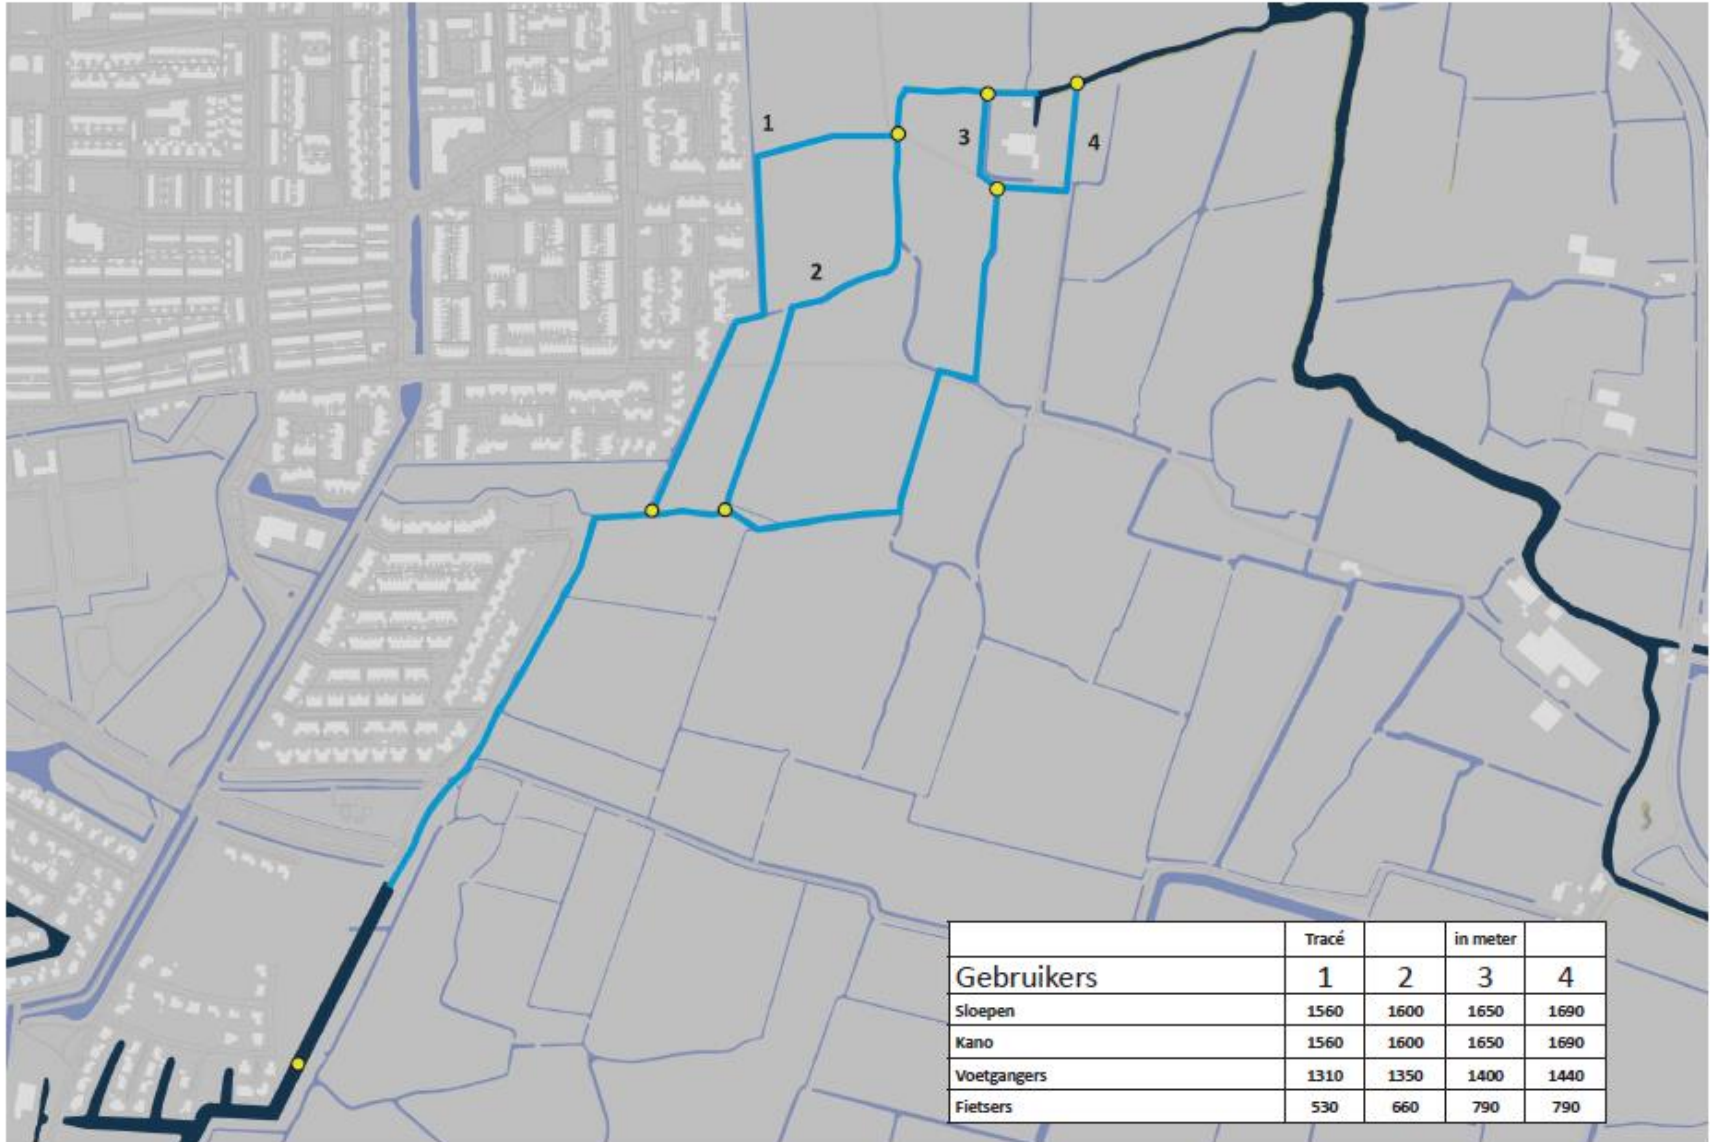 1
3
4
2
Tracé in meter
Gebruikers 1 2 3 4
Sloepen 1560 1600 1650 1690
Kano 1560 1600 1650 1690
Voetgangers 1310 1350 1400 1440
Fietsers 530 660 790 790